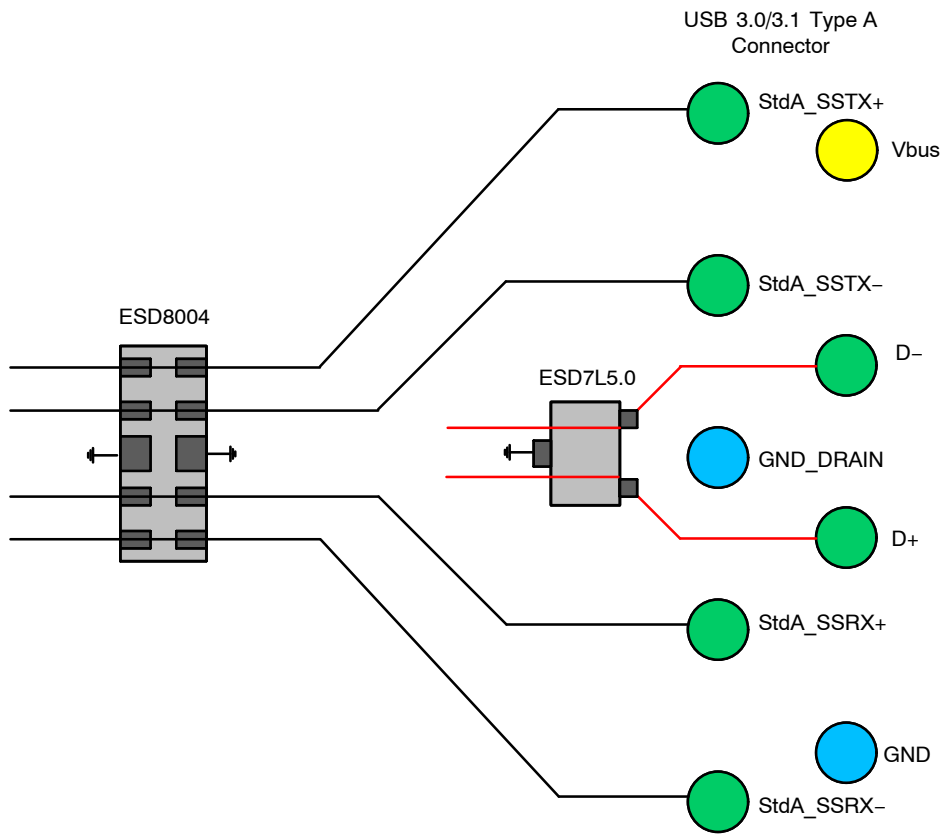 USB 3.0/3.1 Type A
Connector
StdA_SSTX+
Vbus
StdA_SSTX−
ESD8004
D−
ESD7L5.0
GND_DRAIN
D+
StdA_SSRX+
GND
StdA_SSRX−